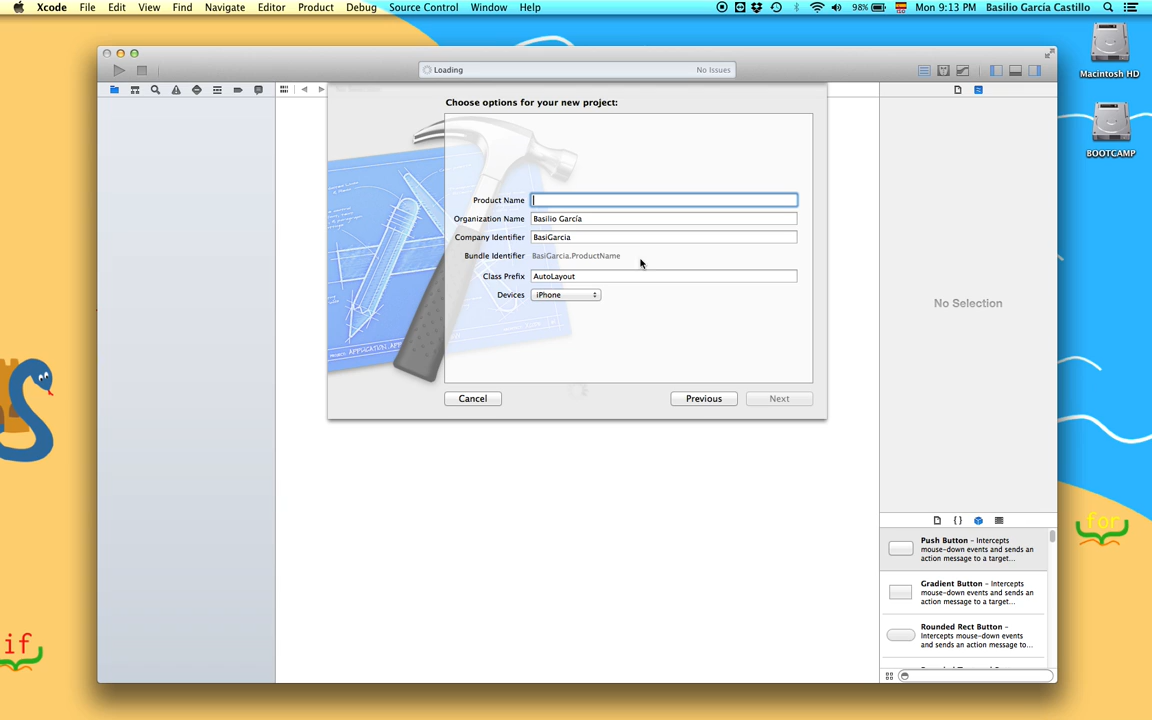 Xcode File Edit View Find Navigate Editor Product Debug Source Control Window Help 98% Mon 9:13 PM Basilio García Castillo
Macintosh HD
BOOTCAMP
Loading No Issues
Choose options for your new project:
Product Name
Organization Name Basilio García
Company Identifier BasiGarcia
Bundle Identifier BasiGarcia.ProductName
Class Prefix AutoLayout
Devices iPhone
Cancel Previous Next
No Selection
{ }
Push Button – Intercepts
mouse-down events and sends an
action message to a target...
Gradient Button – Intercepts
mouse-down events and sends an
action message to a target...
Rounded Rect Button –
Intercepts mouse-down events
and sends an action message to...
for
if